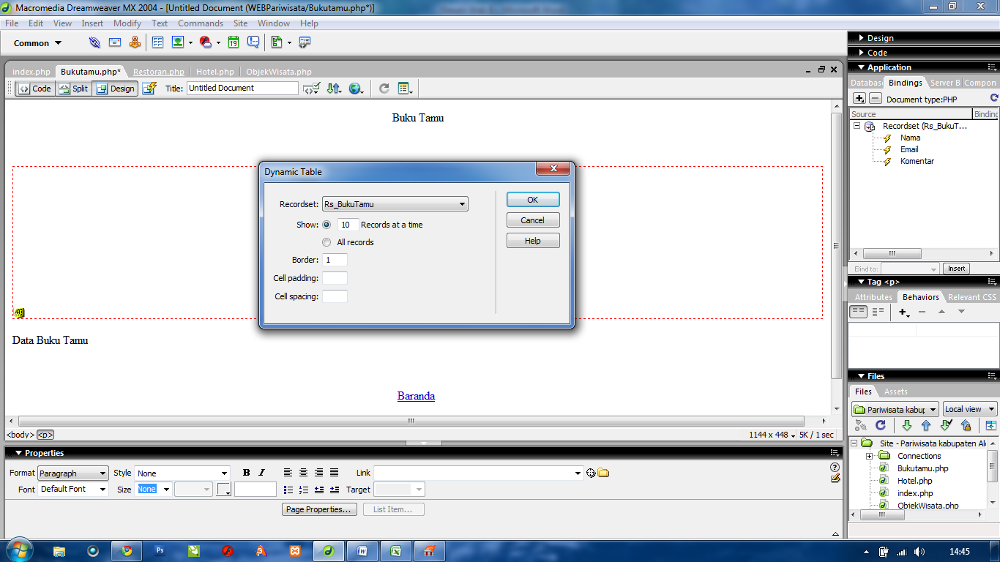 Macromedia Dreamweaver MX 2004 - [Untitled Document (WEBPariwisata/Bukutamu.php*)]
File Edit View Insert Modify Text Commands Site Window Help
Common
index.php Bukutamu.php* Restoran.php Hotel.php ObjekWisata.php
Code Split Design Title: Untitled Document
Buku Tamu
Dynamic Table
Recordset: Rs_BukuTamu
Show: 10 Records at a time
All records
Border: 1
Cell padding:
Cell spacing:
OK
Cancel
Help
Data Buku Tamu
Baranda
<body> <p>
1144 x 448 5K / 1 sec
Properties
Format Paragraph Style None B I Link
Font Default Font Size None Target
Page Properties... List Item...
Design
Code
Application
Databas Bindings Server B Compon
Document type:PHP
Source Binding
Recordset (Rs_BukuT...
Nama
Email
Komentar
Bind to: Insert
Tag <p>
Attributes Behaviors Relevant CSS
Files
Files Assets
Pariwisata kabup Local view
Site - Pariwisata kabupaten Al
Connections
Bukutamu.php
Hotel.php
index.php
ObjekWisata.php
Ps W X
14:45